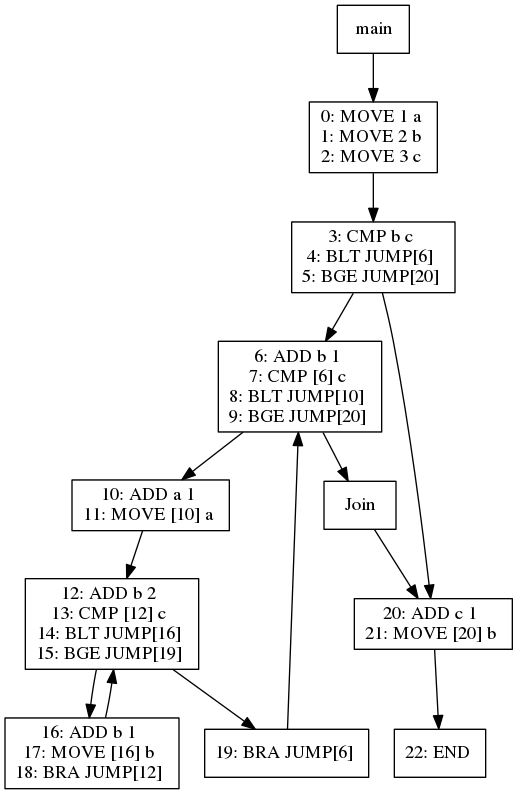 main
0: MOVE 1 a
1: MOVE 2 b
2: MOVE 3 c
3: CMP b c
4: BLT JUMP[6]
5: BGE JUMP[20]
6: ADD b 1
7: CMP [6] c
8: BLT JUMP[10]
9: BGE JUMP[20]
10: ADD a 1
11: MOVE [10] a
Join
12: ADD b 2
13: CMP [12] c
14: BLT JUMP[16]
15: BGE JUMP[19]
20: ADD c 1
21: MOVE [20] b
16: ADD b 1
17: MOVE [16] b
18: BRA JUMP[12]
19: BRA JUMP[6]
22: END